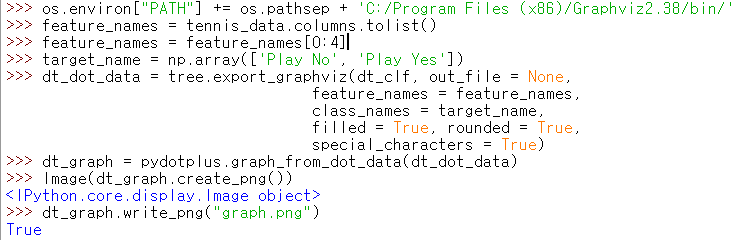 >>> os.environ["PATH"] += os.pathsep + 'C:/Program Files (x86)/Graphviz2.38/bin/'
>>> feature_names = tennis_data.columns.tolist()
>>> feature_names = feature_names[0:4]
>>> target_name = np.array(['Play No', 'Play Yes'])
>>> dt_dot_data = tree.export_graphviz(dt_clf, out_file = None,
feature_names = feature_names,
class_names = target_name,
filled = True, rounded = True,
special_characters = True)
>>> dt_graph = pydotplus.graph_from_dot_data(dt_dot_data)
>>> Image(dt_graph.create_png())
<IPython.core.display.Image object>
>>> dt_graph.write_png("graph.png")
True